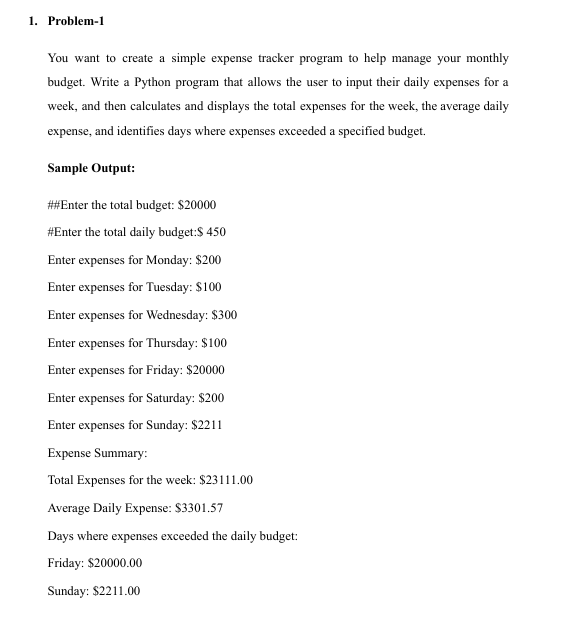 1. Problem-1
You want to create a simple expense tracker program to help manage your monthly
budget. Write a Python program that allows the user to input their daily expenses for a
week, and then calculates and displays the total expenses for the week, the average daily
expense, and identifies days where expenses exceeded a specified budget.
Sample Output:
##Enter the total budget: $20000
#Enter the total daily budget:$ 450
Enter expenses for Monday: $200
Enter expenses for Tuesday: $100
Enter expenses for Wednesday: $300
Enter expenses for Thursday: $100
Enter expenses for Friday: $20000
Enter expenses for Saturday: $200
Enter expenses for Sunday: $2211
Expense Summary:
Total Expenses for the week: $23111.00
Average Daily Expense: $3301.57
Days where expenses exceeded the daily budget:
Friday: $20000.00
Sunday: $2211.00